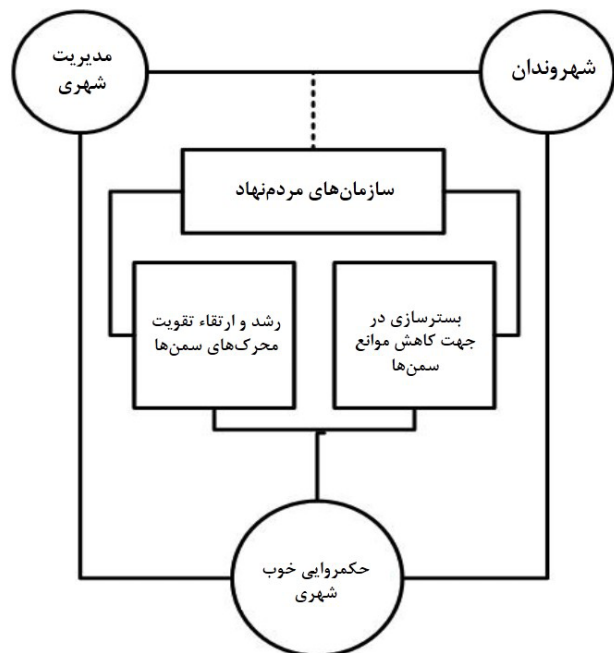 شهروندان
مدیریت
شهری
سازمان‌های مردم‌نهاد
بسترسازی در
جهت کاهش موانع
سمن‌ها
رشد و ارتقاء تقویت
محرک‌های سمن‌ها
حکمروایی خوب
شهری